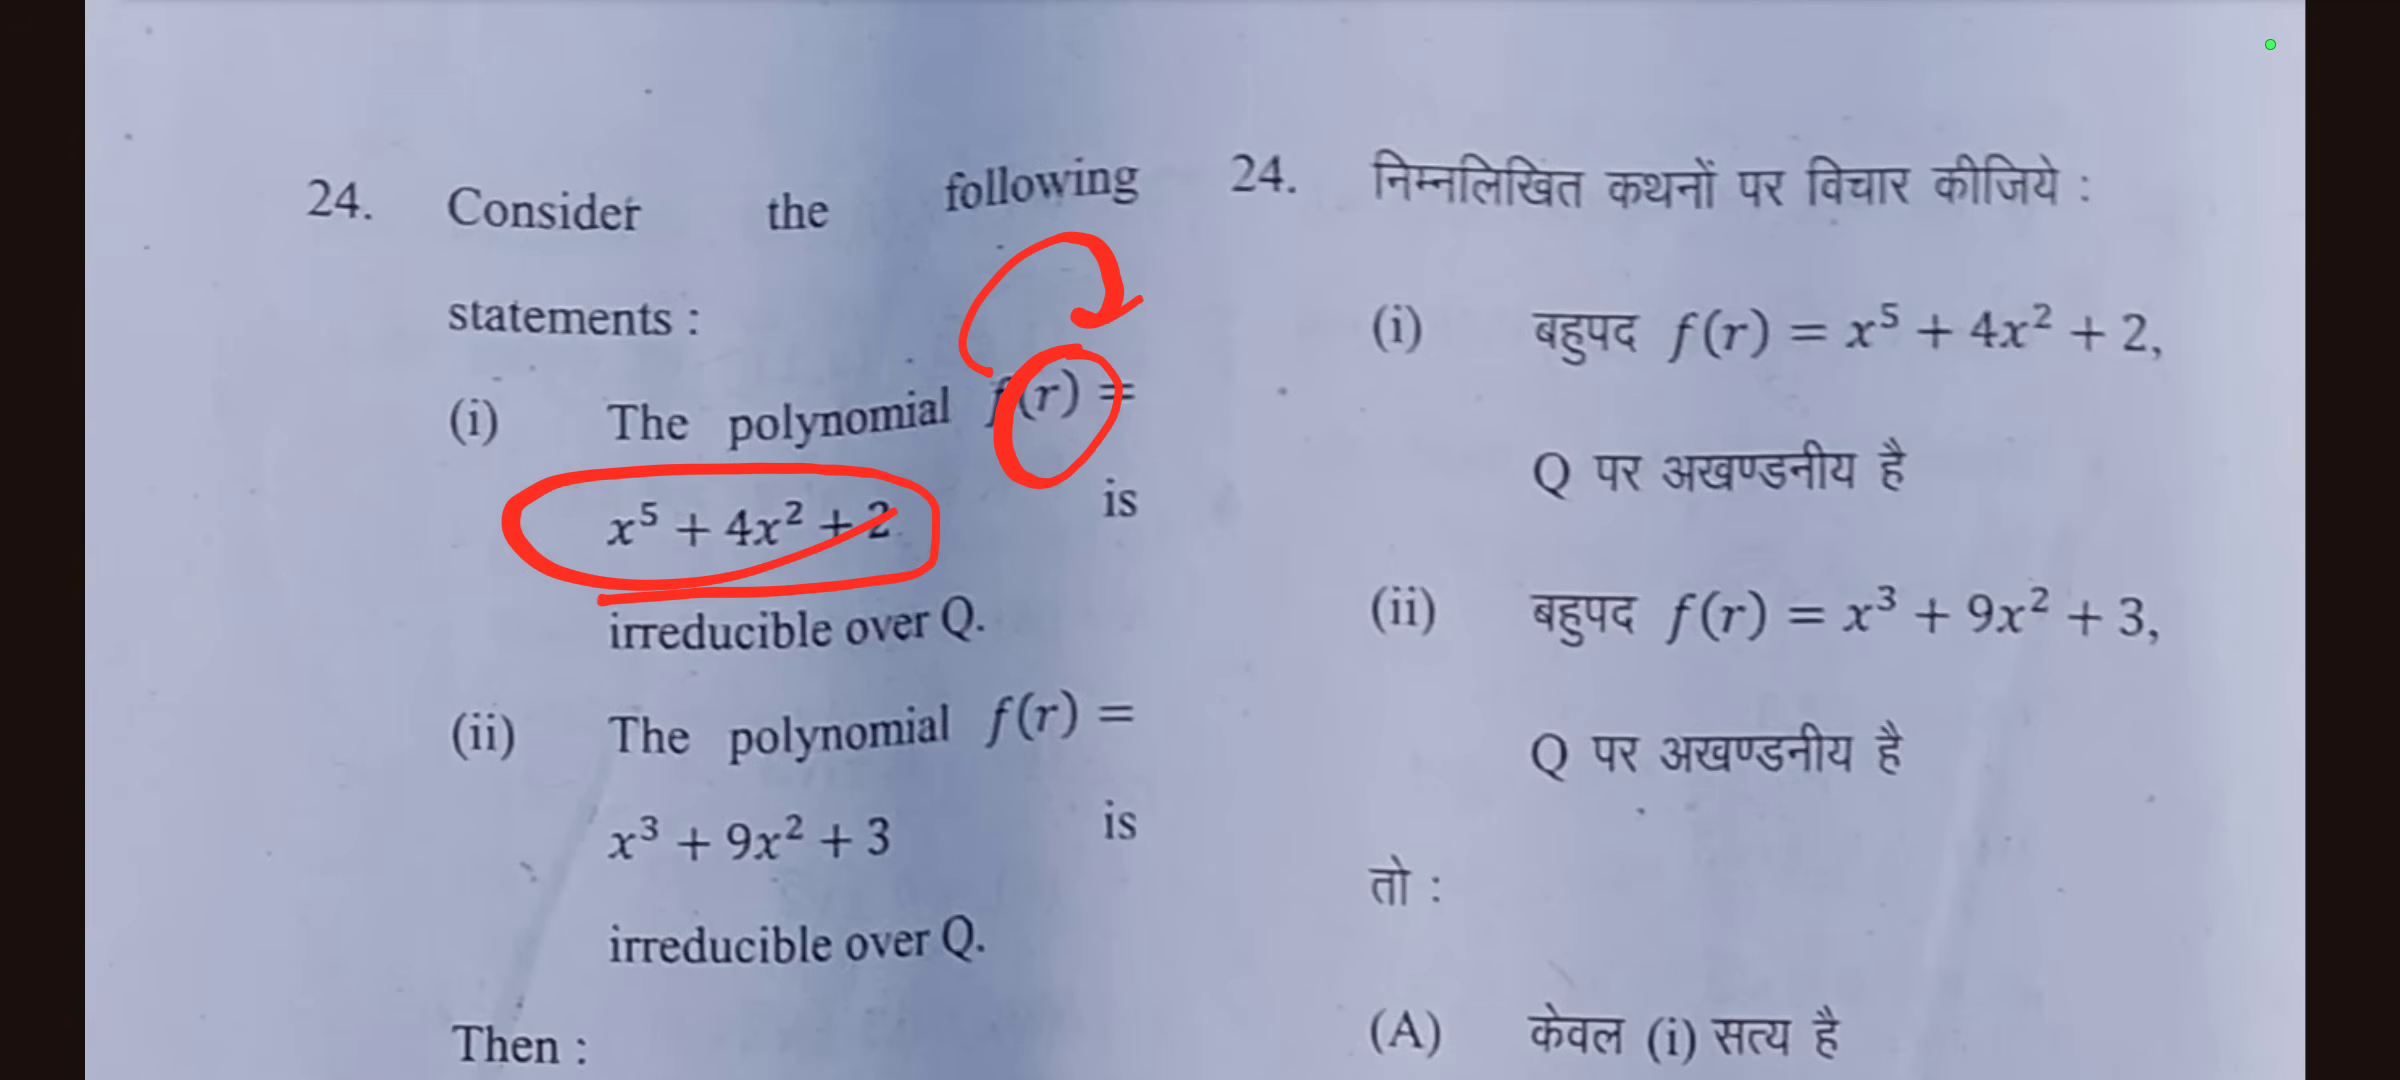 24. Consider the following
statements :
(i) The polynomial f(r) =
x⁵ + 4x² + 2 is
irreducible over Q.
(ii) The polynomial f(r) =
x³ + 9x² + 3 is
irreducible over Q.
Then :
24. निम्नलिखित कथनों पर विचार कीजिये :
(i) बहुपद f(r) = x⁵ + 4x² + 2,
Q पर अखण्डनीय है
(ii) बहुपद f(r) = x³ + 9x² + 3,
Q पर अखण्डनीय है
तो :
(A) केवल (i) सत्य है